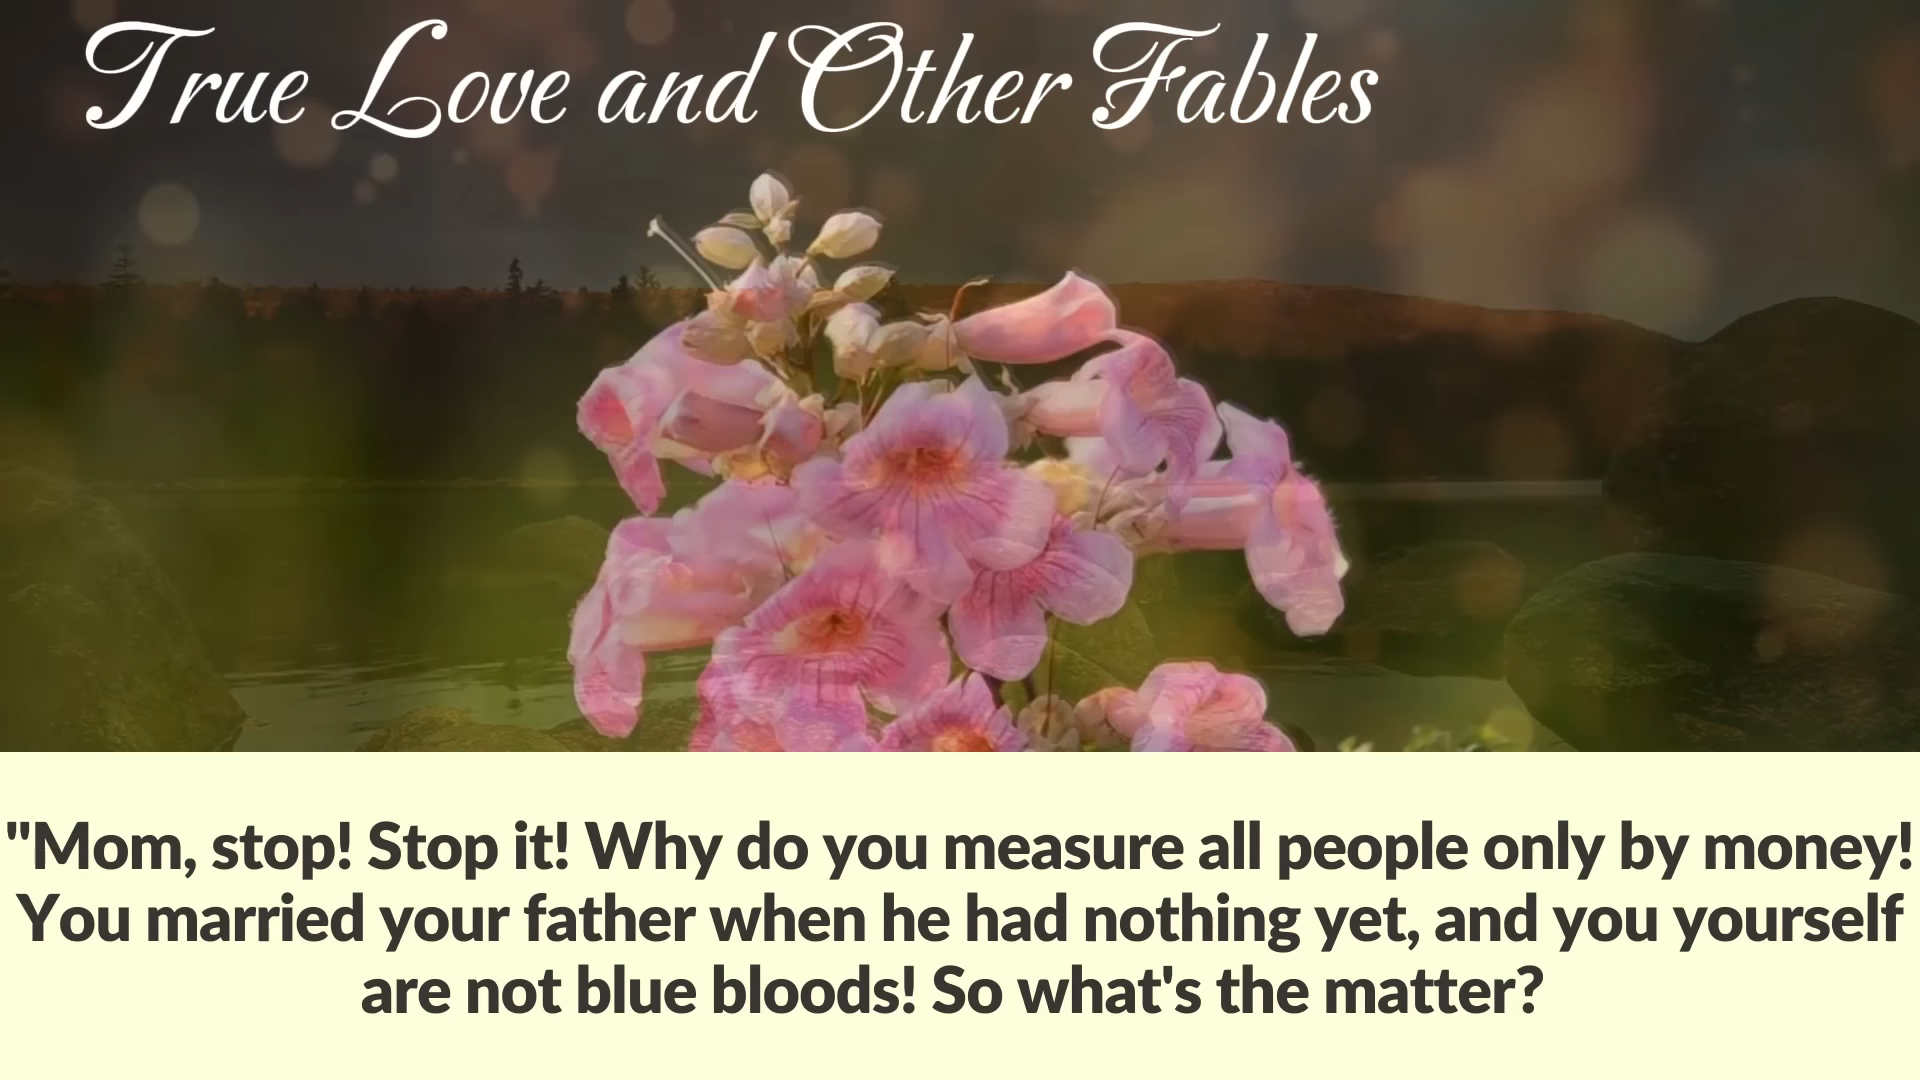 True Love and Other Fables
"Mom, stop! Stop it! Why do you measure all people only by money!
You married your father when he had nothing yet, and you yourself
are not blue bloods! So what's the matter?